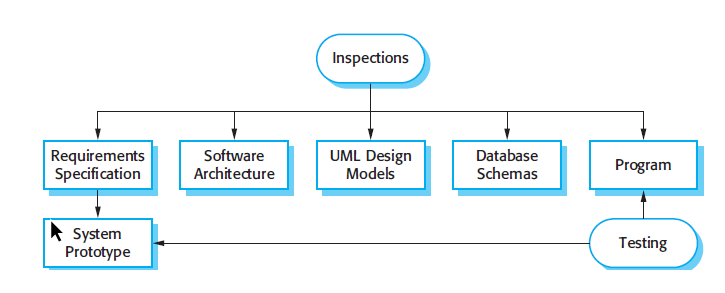 Inspections
Requirements
Specification
Software
Architecture
UML Design
Models
Database
Schemas
Program
System
Prototype
Testing